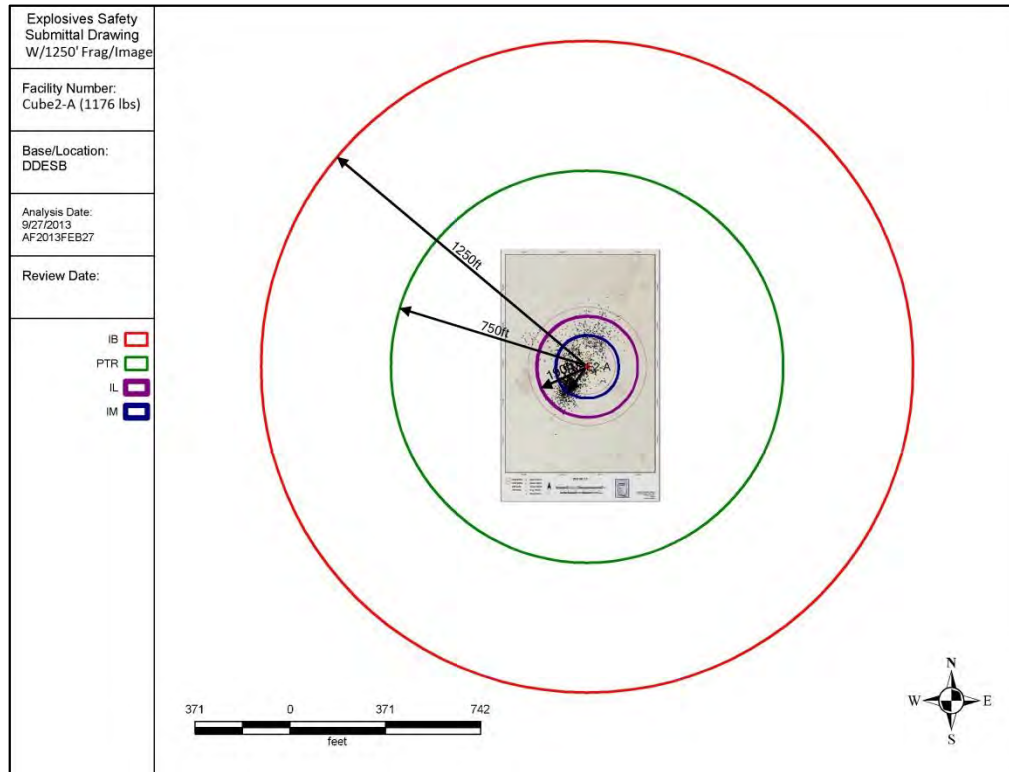 Explosives Safety
Submittal Drawing
W/1250' Frag/Image
Facility Number:
Cube2-A (1176 lbs)
Base/Location:
DDESB
Analysis Date:
9/27/2013
AF2013FEB27
Review Date:
IB
PTR
IL
IM
1250ft
750ft
371 0 371 742
feet
N
W E
S